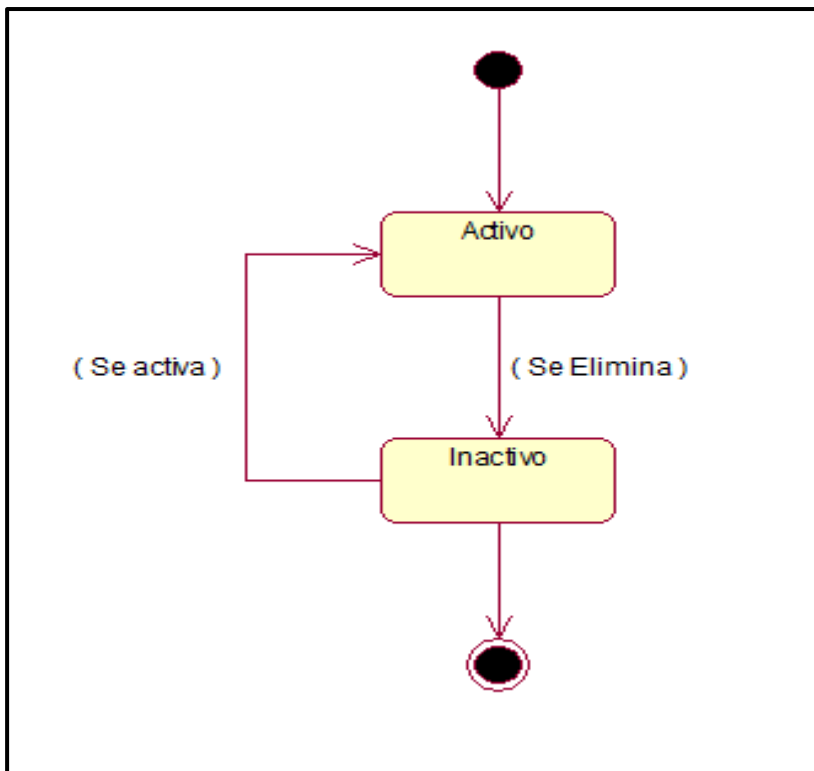 Activo
( Se activa )
( Se Elimina )
Inactivo